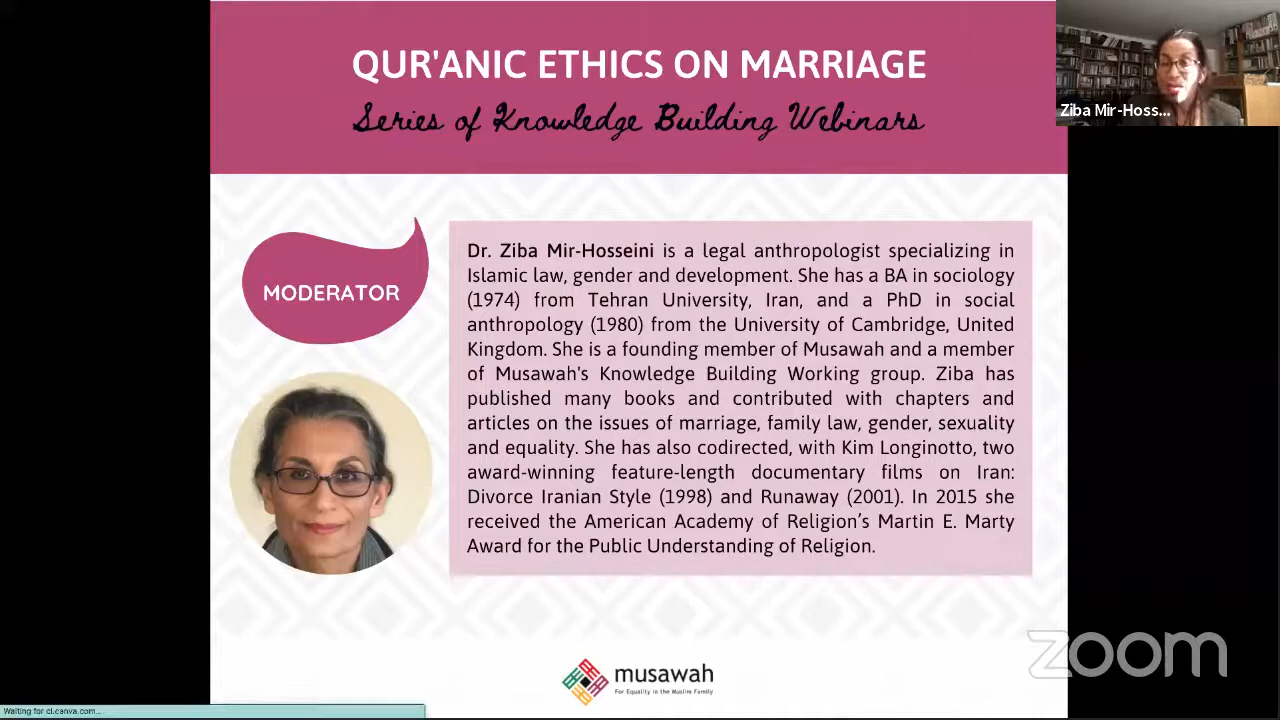 QUR'ANIC ETHICS ON MARRIAGE
Series of Knowledge Building Webinars
Ziba Mir-Hoss...
MODERATOR
Dr. Ziba Mir-Hosseini is a legal anthropologist specializing in
Islamic law, gender and development. She has a BA in sociology
(1974) from Tehran University, Iran, and a PhD in social
anthropology (1980) from the University of Cambridge, United
Kingdom. She is a founding member of Musawah and a member
of Musawah's Knowledge Building Working group. Ziba has
published many books and contributed with chapters and
articles on the issues of marriage, family law, gender, sexuality
and equality. She has also codirected, with Kim Longinotto, two
award-winning feature-length documentary films on Iran:
Divorce Iranian Style (1998) and Runaway (2001). In 2015 she
received the American Academy of Religion’s Martin E. Marty
Award for the Public Understanding of Religion.
musawah
For Equality in the Muslim Family
zoom
Waiting for cl.canva.com...